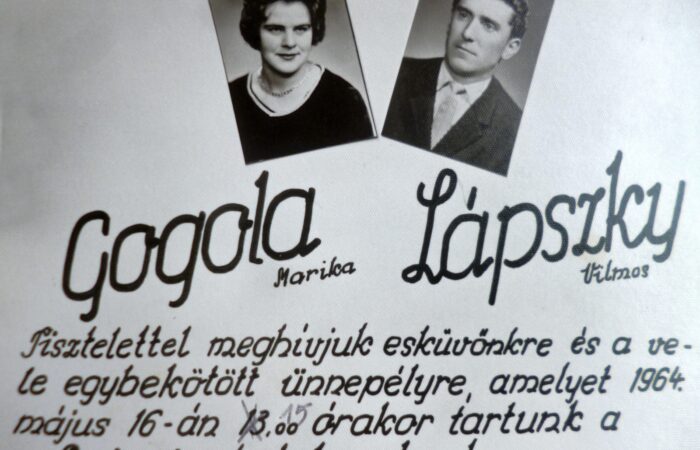 Gogola Lápszky
Marika Vilmos
Tisztelettel meghívjuk esküvőnkre és a ve-
le egybekötött ünnepélyre, amelyet 1964.
május 16-án 13.00 15 órakor tartunk a